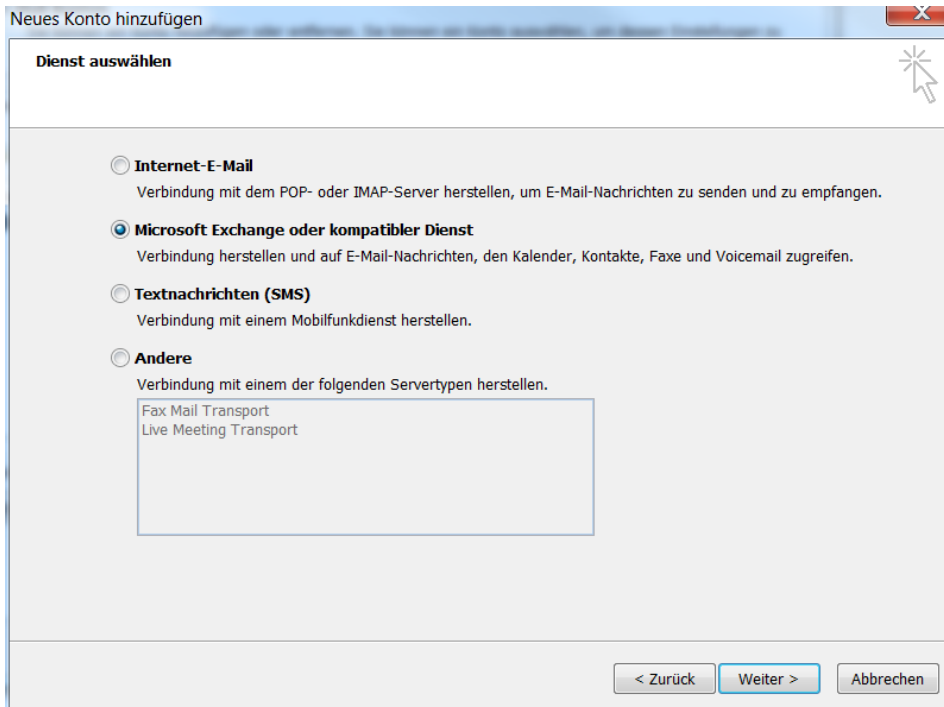 Neues Konto hinzufügen
Dienst auswählen
Internet-E-Mail
Verbindung mit dem POP- oder IMAP-Server herstellen, um E-Mail-Nachrichten zu senden und zu empfangen.
Microsoft Exchange oder kompatibler Dienst
Verbindung herstellen und auf E-Mail-Nachrichten, den Kalender, Kontakte, Faxe und Voicemail zugreifen.
Textnachrichten (SMS)
Verbindung mit einem Mobilfunkdienst herstellen.
Andere
Verbindung mit einem der folgenden Servertypen herstellen.
Fax Mail Transport
Live Meeting Transport
< Zurück Weiter > Abbrechen